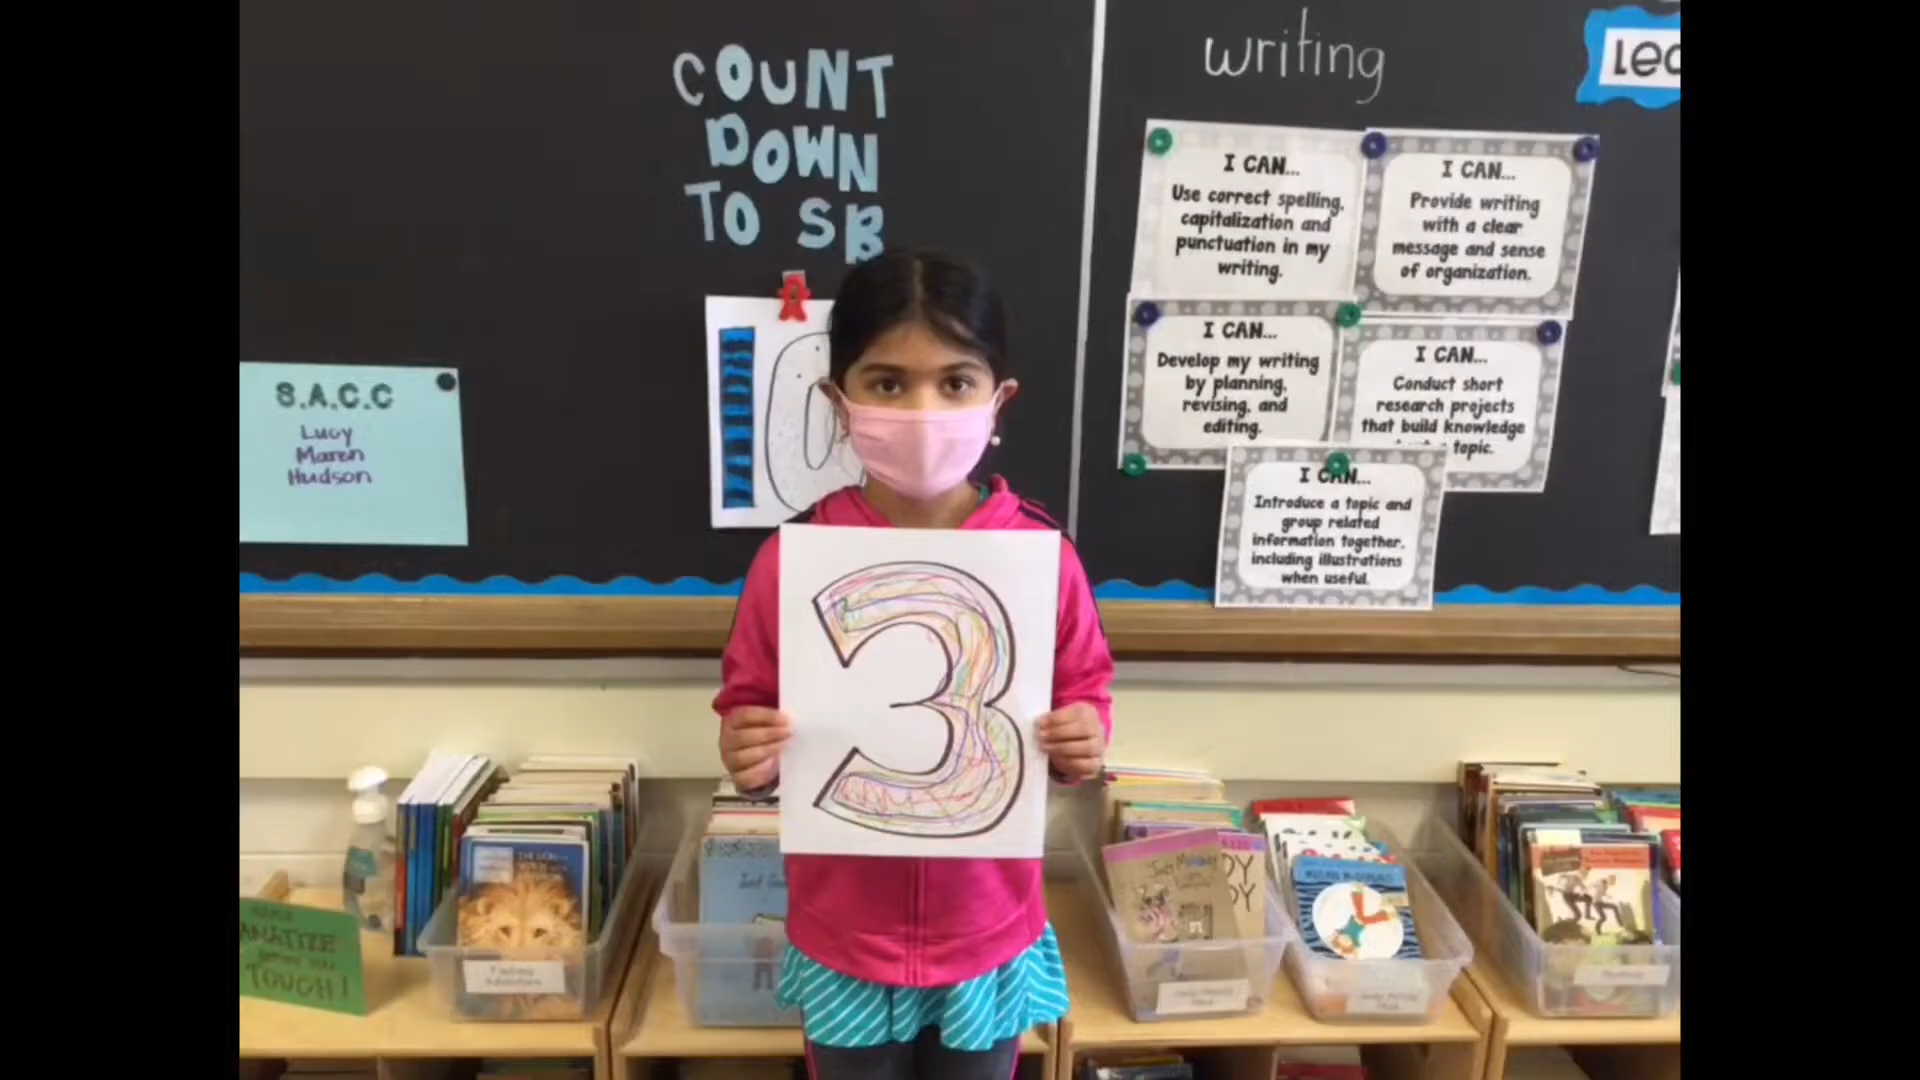 COUNT
DOWN
TO SB
10
S.A.C.C
Lucy
Maren
Hudson
writing
I CAN...
Use correct spelling,
capitalization and
punctuation in my
writing.
I CAN...
Provide writing
with a clear
message and sense
of organization.
I CAN...
Develop my writing
by planning,
revising, and
editing.
I CAN...
Conduct short
research projects
that build knowledge
topic.
I CAN...
Introduce a topic and
group related
information together,
including illustrations
when useful.
3
TOUCH!
Judy Moody